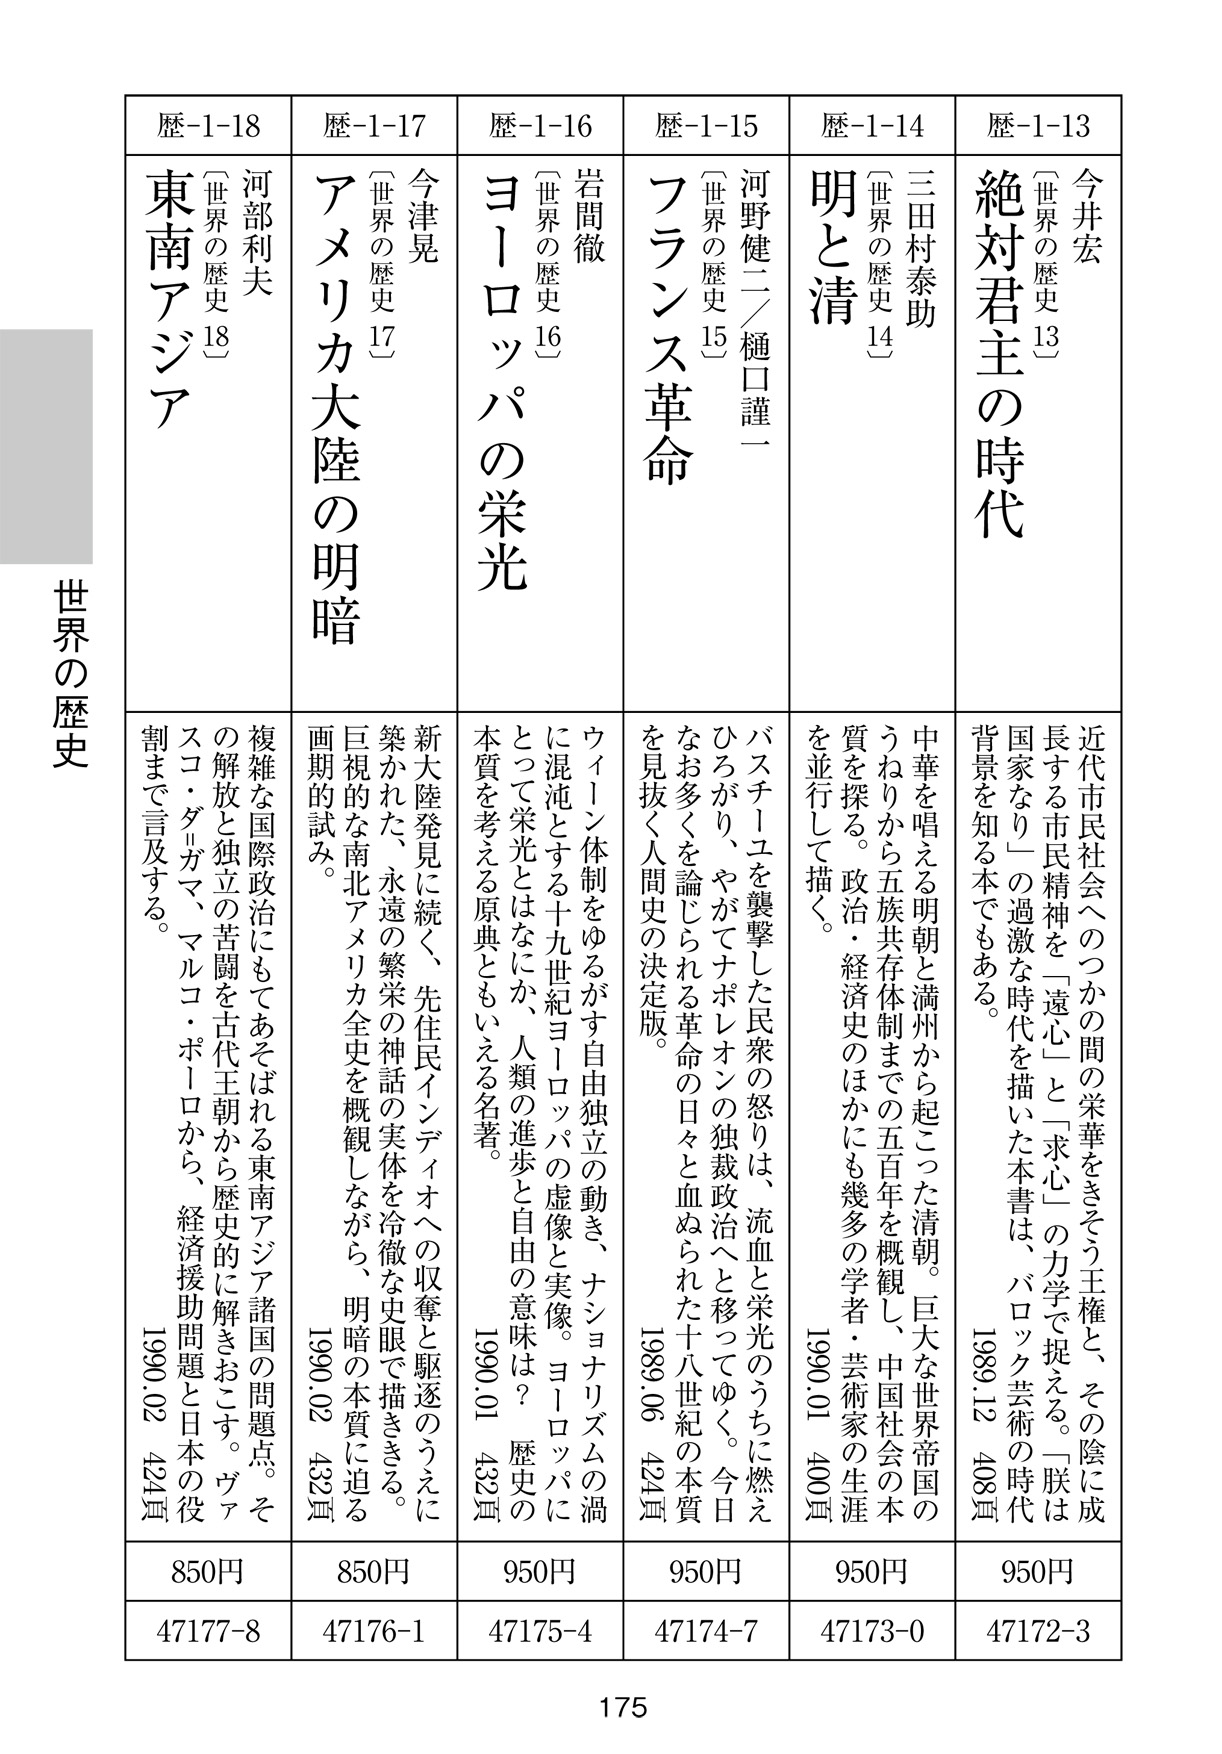 歴-1-13
今井宏
〔世界の歴史 13〕
絶対君主の時代
近代市民社会へのつかの間の栄華をきそう王権と、その陰に成
長する市民精神を「遠心」と「求心」の力学で捉える。「朕は
国家なり」の過激な時代を描いた本書は、バロック芸術の時代
背景を知る本でもある。
1989.12 408頁
950円
47172-3
歴-1-14
三田村泰助
〔世界の歴史 14〕
明と清
中華を唱える明朝と満州から起こった清朝。巨大な世界帝国の
うねりから五族共存体制までの五百年を概観し、中国社会の本
質を探る。政治・経済史のほかにも幾多の学者・芸術家の生涯
を並行して描く。
1990.01 400頁
950円
47173-0
歴-1-15
河野健二／樋口謹一
〔世界の歴史 15〕
フランス革命
バスチーユを襲撃した民衆の怒りは、流血と栄光のうちに燃え
ひろがり、やがてナポレオンの独裁政治へと移ってゆく。今日
なお多くを論じられる革命の日々と血ぬられた十八世紀の本質
を見抜く人間史の決定版。
1989.06 424頁
950円
47174-7
歴-1-16
岩間徹
〔世界の歴史 16〕
ヨーロッパの栄光
ウィーン体制をゆるがす自由独立の動き、ナショナリズムの渦
に混沌とする十九世紀ヨーロッパの虚像と実像。ヨーロッパに
とって栄光とはなにか、人類の進歩と自由の意味は？ 歴史の
本質を考える原典ともいえる名著。
1990.01 432頁
950円
47175-4
歴-1-17
今津晃
〔世界の歴史 17〕
アメリカ大陸の明暗
新大陸発見に続く、先住民インディオへの収奪と駆逐のうえに
築かれた、永遠の繁栄の神話の実体を冷徹な史眼で描ききる。
巨視的な南北アメリカ全史を概観しながら、明暗の本質に迫る
画期的試み。
1990.02 432頁
850円
47176-1
歴-1-18
河部利夫
〔世界の歴史 18〕
東南アジア
複雑な国際政治にもてあそばれる東南アジア諸国の問題点。そ
の解放と独立の苦闘を古代王朝から歴史的に解きおこす。ヴァ
スコ・ダ＝ガマ、マルコ・ポーロから、経済援助問題と日本の役
割まで言及する。
1990.02 424頁
850円
47177-8
世界の歴史
175